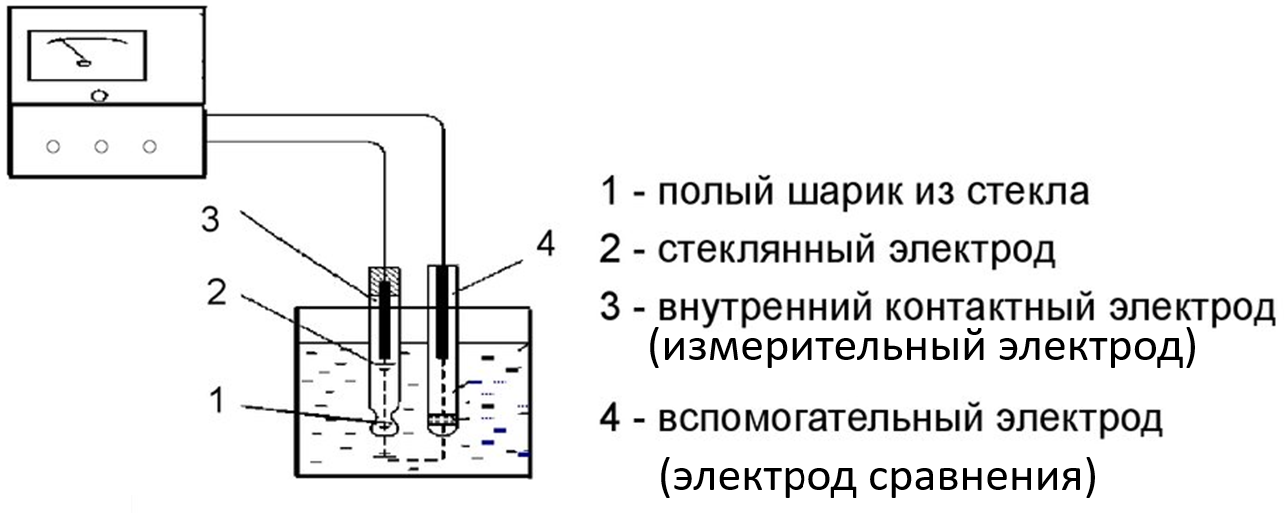 3
4
2
1
1 - полый шарик из стекла
2 - стеклянный электрод
3 - внутренний контактный электрод
(измерительный электрод)
4 - вспомогательный электрод
(электрод сравнения)